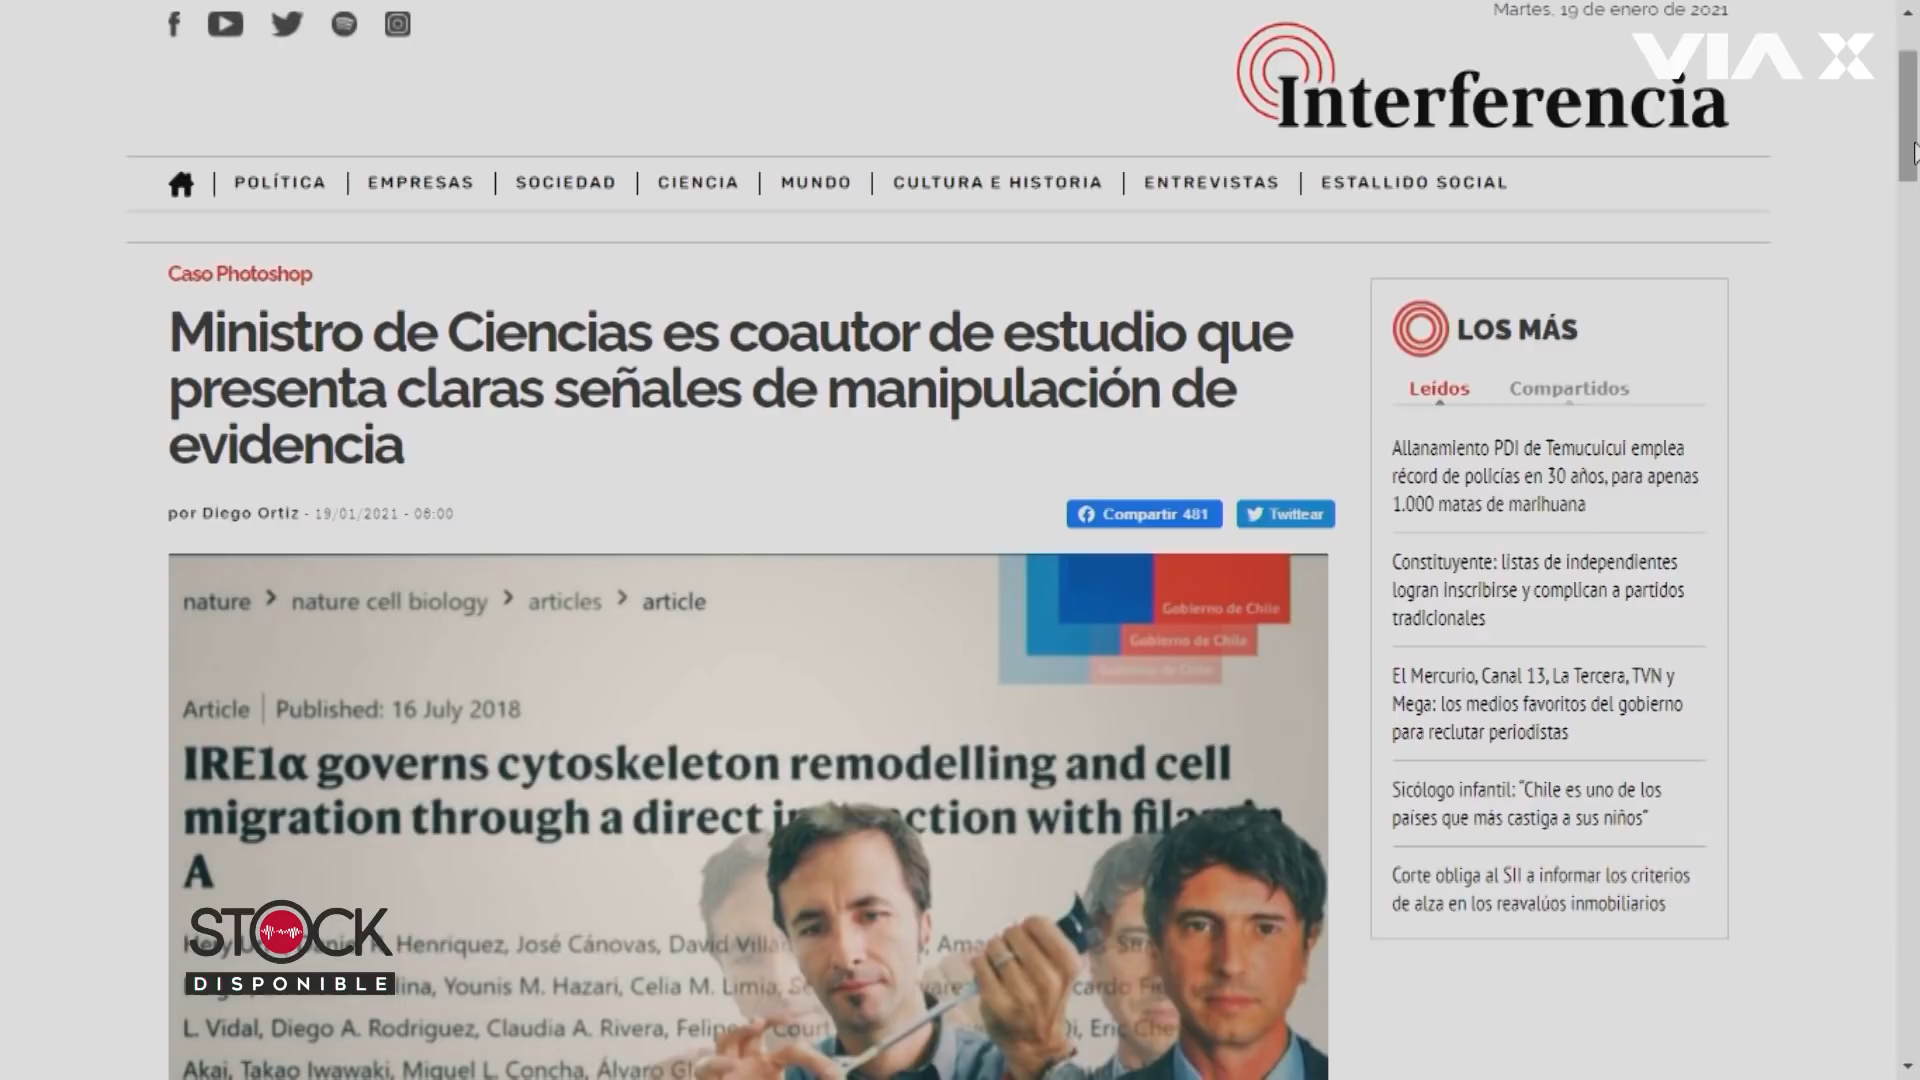 Martes, 19 de enero de 2021
VIA X
Interferencia
POLÍTICA
EMPRESAS
SOCIEDAD
CIENCIA
MUNDO
CULTURA E HISTORIA
ENTREVISTAS
ESTALLIDO SOCIAL
Caso Photoshop
Ministro de Ciencias es coautor de estudio que
presenta claras señales de manipulación de
evidencia
por Diego Ortiz - 19/01/2021 - 06:00
Compartir 481
Twittear
nature > nature cell biology > articles > article
Gobierno de Chile
Gobierno de Chile
Gobierno de Chile
Article | Published: 16 July 2018
IRE1α governs cytoskeleton remodelling and cell
migration through a direct
with
A
Henríquez, José Cánovas, David
Younis M. Hazari, Celia M. Limia,
L. Vidal, Diego A. Rodriguez, Claudia A. Rivera,
Akai, Takao Iwawaki, Miguel L. Concha, Álvaro
STOCK
DISPONIBLE
LOS MÁS
Leídos
Compartidos
Allanamiento PDI de Temucuicui emplea
récord de policías en 30 años, para apenas
1.000 matas de marihuana
Constituyente: listas de independientes
logran inscribirse y complican a partidos
tradicionales
El Mercurio, Canal 13, La Tercera, TVN y
Mega: los medios favoritos del gobierno
para reclutar periodistas
Sicólogo infantil: “Chile es uno de los
países que más castiga a sus niños”
Corte obliga al SII a informar los criterios
de alza en los reavalúos inmobiliarios